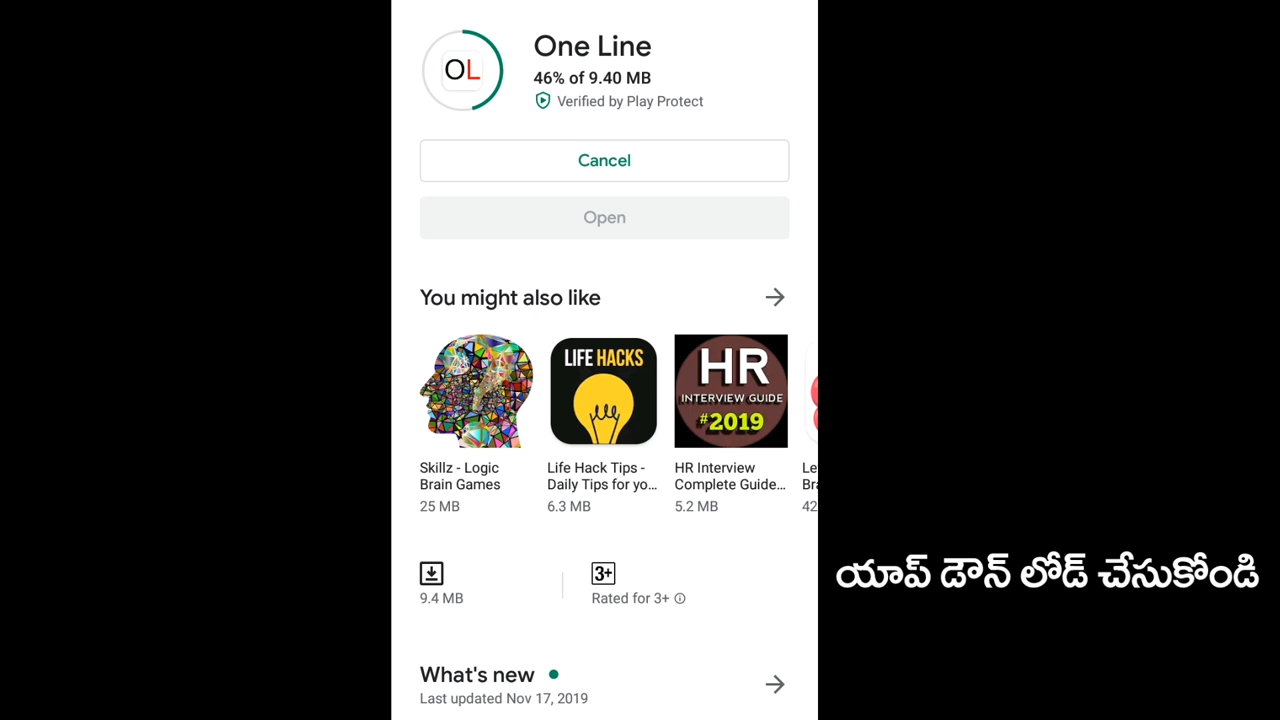 OL
One Line
46% of 9.40 MB
Verified by Play Protect
Cancel
Open
You might also like
LIFE HACKS
HR
INTERVIEW GUIDE
#2019
Skillz - Logic
Brain Games
25 MB
Life Hack Tips -
Daily Tips for yo...
6.3 MB
HR Interview
Complete Guide...
5.2 MB
Le
Bra
42
9.4 MB
3+
Rated for 3+
యాప్ డౌన్ లోడ్ చేసుకోండి
What's new
Last updated Nov 17, 2019